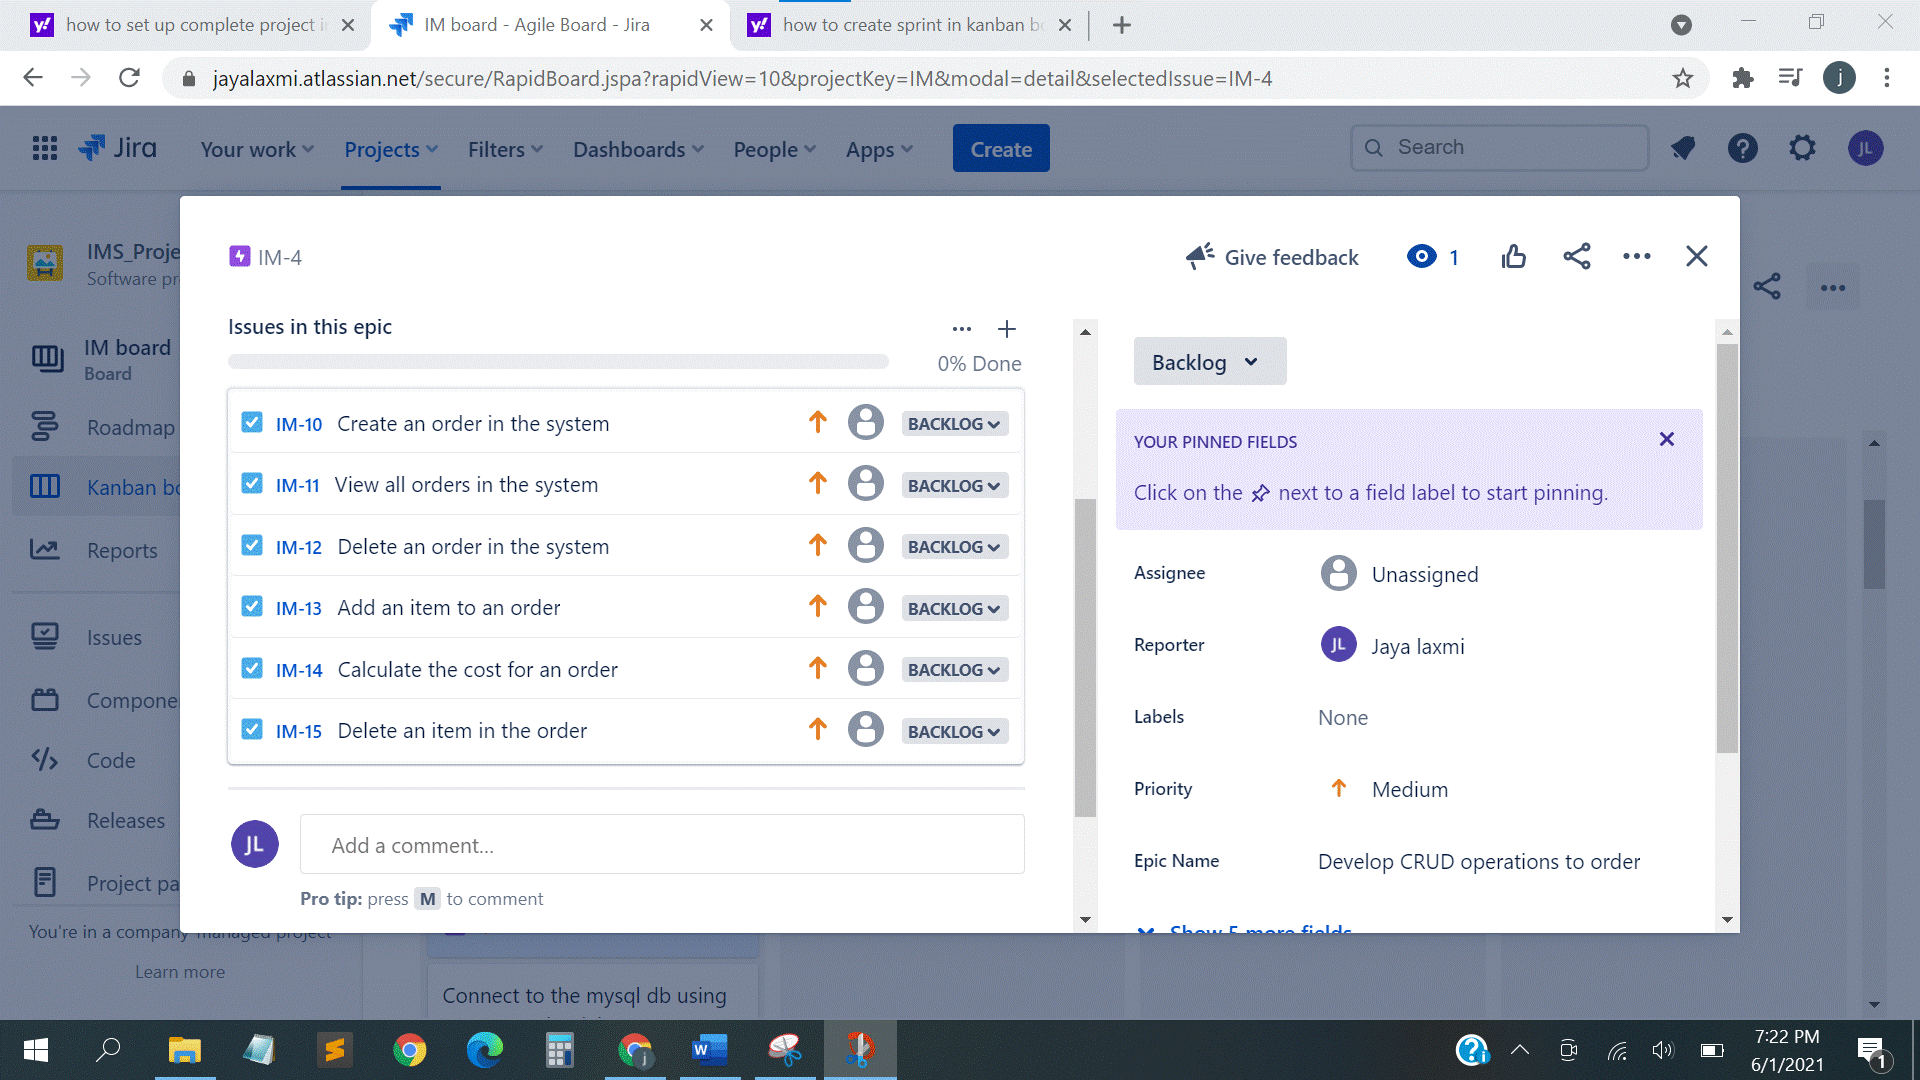 how to set up complete project i
IM board - Agile Board - Jira
how to create sprint in kanban b
jayalaxmi.atlassian.net/secure/RapidBoard.jspa?rapidView=10&projectKey=IM&modal=detail&selectedIssue=IM-4
j
Jira
Your work
Projects
Filters
Dashboards
People
Apps
Create
Search
JL
IMS_Proje
Software pr
IM board
Board
Roadmap
Kanban bo
Reports
Issues
Compone
Code
Releases
Project pa
You're in a company-managed project
Learn more
IM-4
Give feedback
1
Issues in this epic
0% Done
IM-10 Create an order in the system BACKLOG
IM-11 View all orders in the system BACKLOG
IM-12 Delete an order in the system BACKLOG
IM-13 Add an item to an order BACKLOG
IM-14 Calculate the cost for an order BACKLOG
IM-15 Delete an item in the order BACKLOG
JL
Add a comment...
Pro tip: press M to comment
Backlog
YOUR PINNED FIELDS
Click on the next to a field label to start pinning.
Assignee Unassigned
Reporter JL Jaya laxmi
Labels None
Priority Medium
Epic Name Develop CRUD operations to order
Show 5 more fields
Connect to the mysql db using
7:22 PM
6/1/2021
1